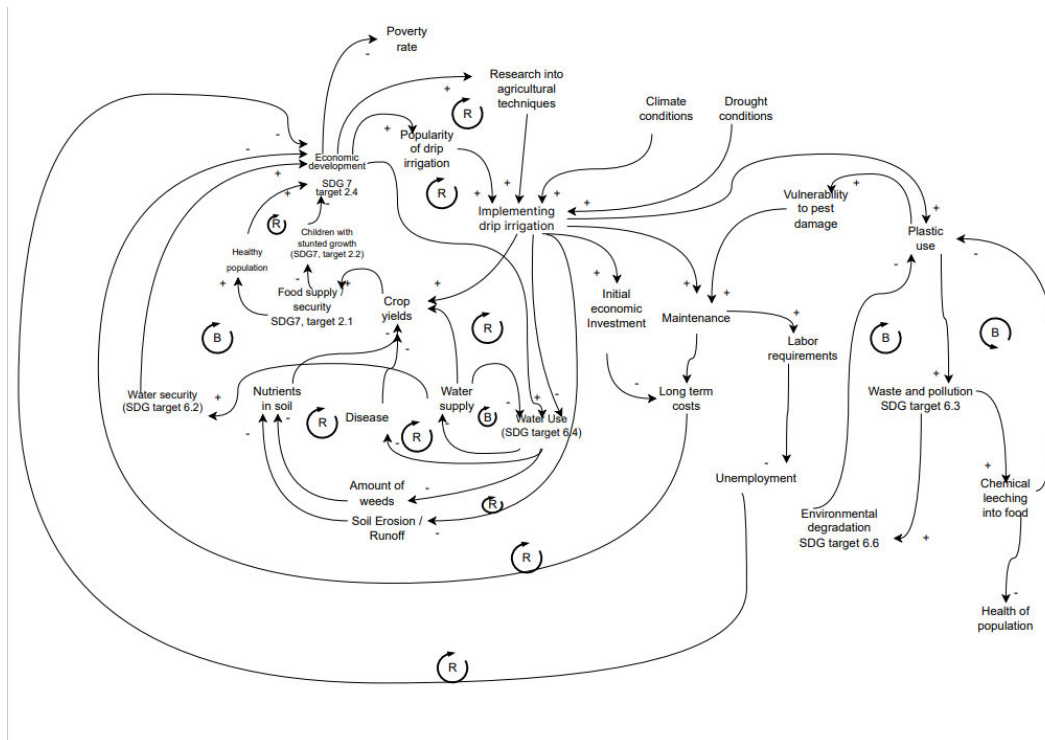 Poverty
rate
Research into
agricultural
techniques
Climate
conditions
Drought
conditions
Popularity
of drip
irrigation
Economic
development
SDG 7
target 2.4
Implementing
drip irrigation
Vulnerability
to pest
damage
Plastic
use
Children with
stunted growth
(SDG7, target 2.2)
Healthy
population
Food supply /
security
SDG7, target 2.1
Crop
yields
Initial
economic
Investment
Maintenance
Labor
requirements
Water security
(SDG target 6.2)
Nutrients
in soil
Disease
Water
supply
Water Use
(SDG target 6.4)
Long term
costs
Waste and pollution
SDG target 6.3
Amount of
weeds
Soil Erosion /
Runoff
Unemployment
Environmental
degradation
SDG target 6.6
Chemical
leeching
into food
Health of
population
R
R
R
B
R
R
R
B
R
R
R
B
B